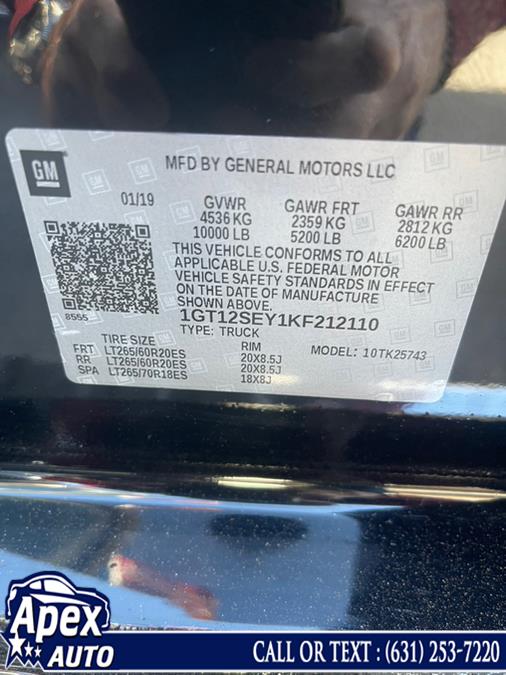 GM
MFD BY GENERAL MOTORS LLC
01/19 GVWR GAWR FRT GAWR RR
4536 KG 2359 KG 2812 KG
10000 LB 5200 LB 6200 LB
THIS VEHICLE CONFORMS TO ALL
APPLICABLE U.S. FEDERAL MOTOR
VEHICLE SAFETY STANDARDS IN EFFECT
ON THE DATE OF MANUFACTURE
SHOWN ABOVE.
8555
1GT12SEY1KF212110
TYPE: TRUCK
TIRE SIZE RIM MODEL: 10TK25743
FRT LT265/60R20ES 20X8.5J
RR LT265/60R20ES 20X8.5J
SPA LT265/70R18ES 18X8J
Apex
AUTO
CALL OR TEXT : (631) 253-7220